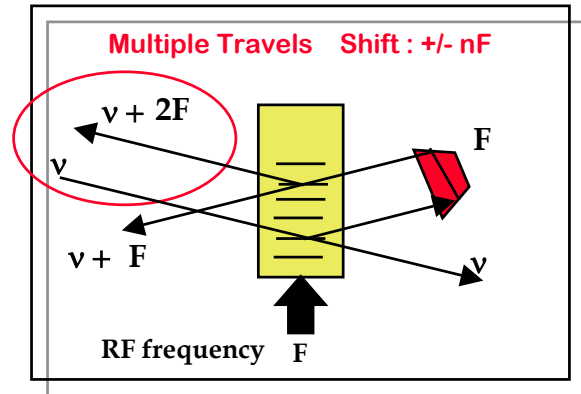 Multiple Travels Shift : +/- nF
ν + 2F
F
ν
ν + F
ν
RF frequency F